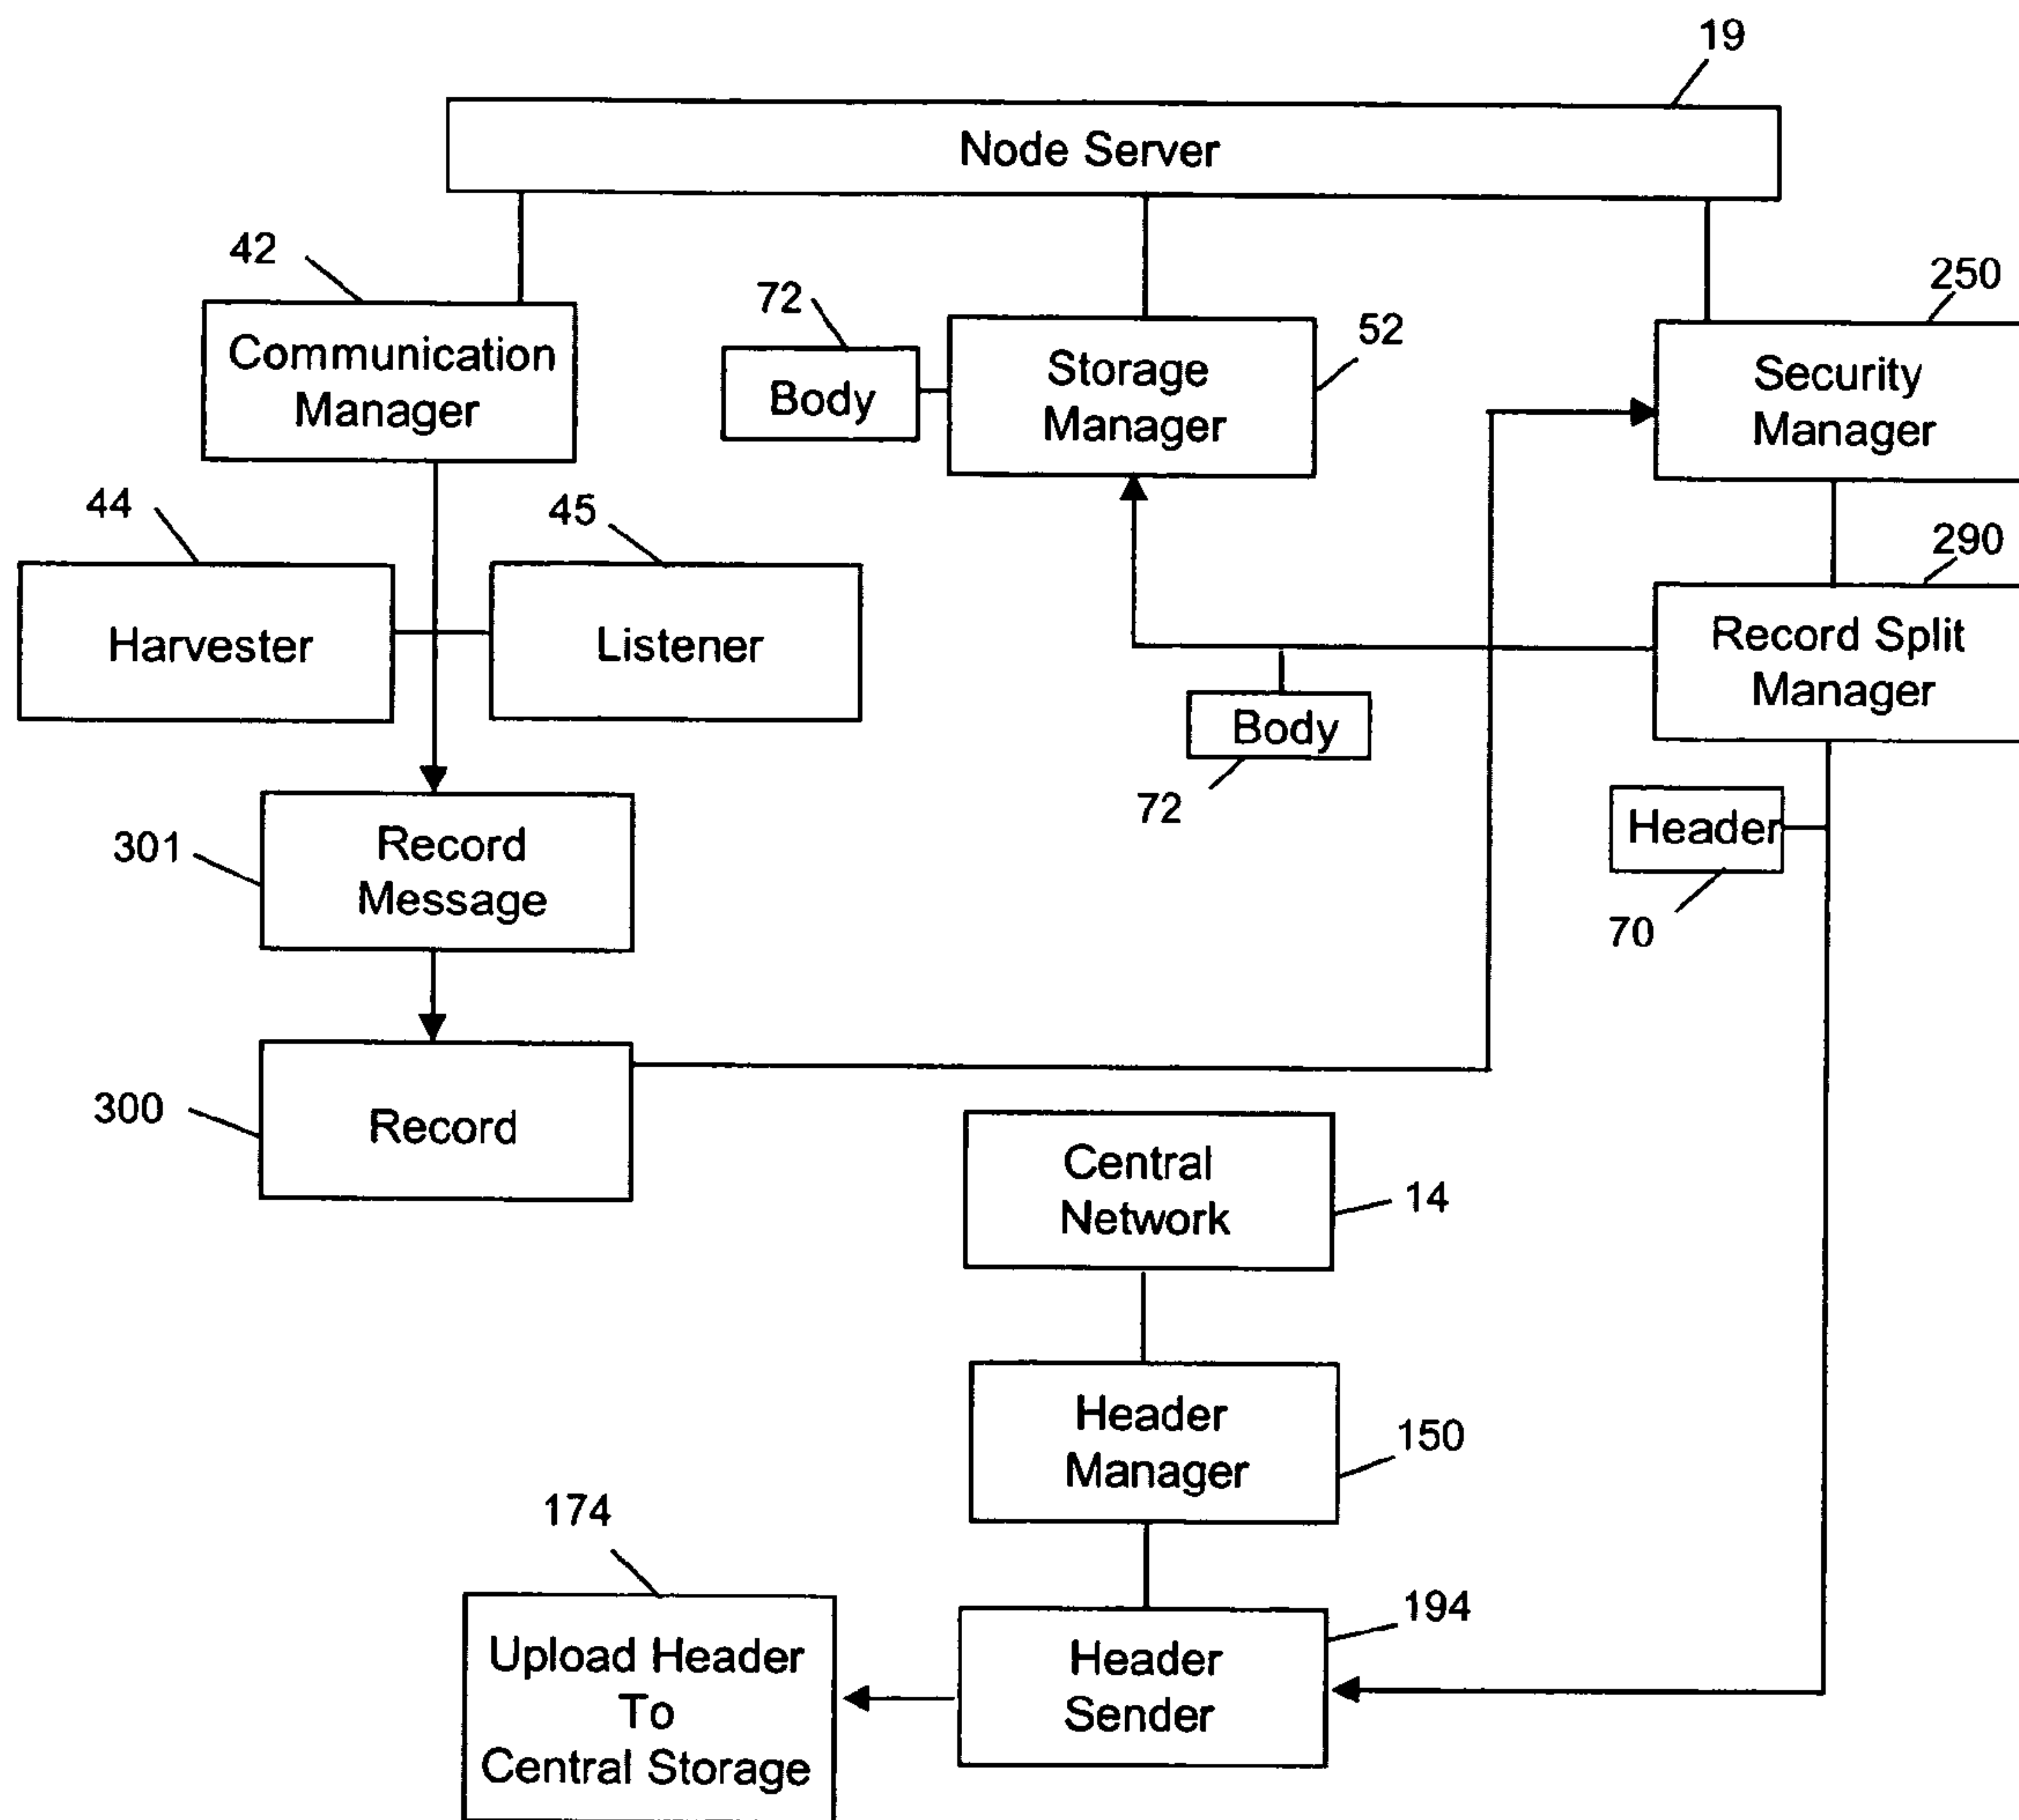 19
Node Server
42
250
72
52
Communication
Manager
Body
Storage
Manager
Security
Manager
44
45
290
Harvester
Listener
Record Split
Manager
Body
72
Header
70
301
Record
Message
300
Record
Central
Network
14
Header
Manager
150
174
194
Upload Header
To
Central Storage
Header
Sender